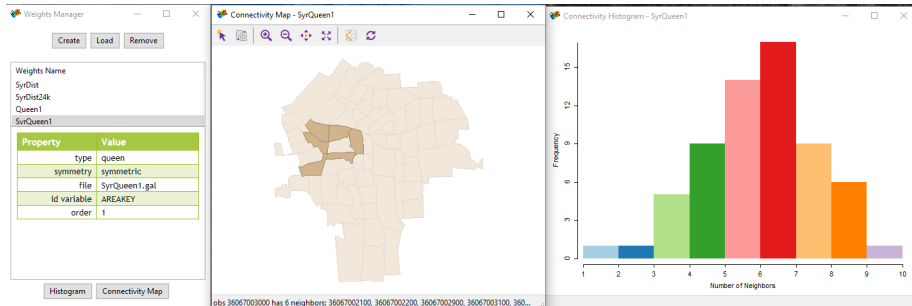 Weights Manager
Create Load Remove
Weights Name
SyrDist
SyrDist24k
Queen1
SyrQueen1
Property Value
type queen
symmetry symmetric
file SyrQueen1.gal
id variable AREAKEY
order 1
Histogram Connectivity Map
Connectivity Map - SyrQueen1
obs 36067003000 has 6 neighbors: 36067002100, 36067002200, 36067002900, 36067003100, 360...
Connectivity Histogram - SyrQueen1
Frequency
15
12
9
6
3
0
1 2 3 4 5 6 7 8 9 10
Number of Neighbors